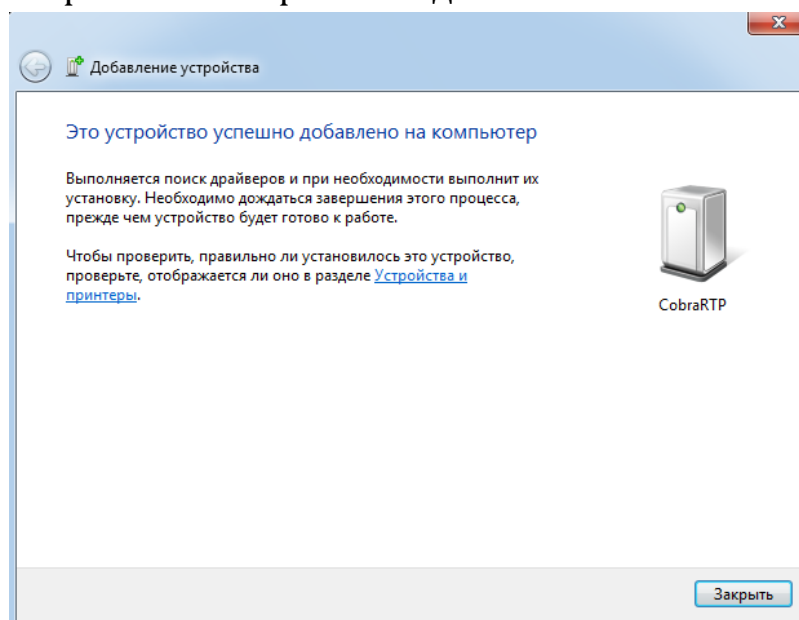 Добавление устройства
Это устройство успешно добавлено на компьютер
Выполняется поиск драйверов и при необходимости выполнит их
установку. Необходимо дождаться завершения этого процесса,
прежде чем устройство будет готово к работе.
Чтобы проверить, правильно ли установилось это устройство,
проверьте, отображается ли оно в разделе Устройства и
принтеры.
CobraRTP
Закрыть